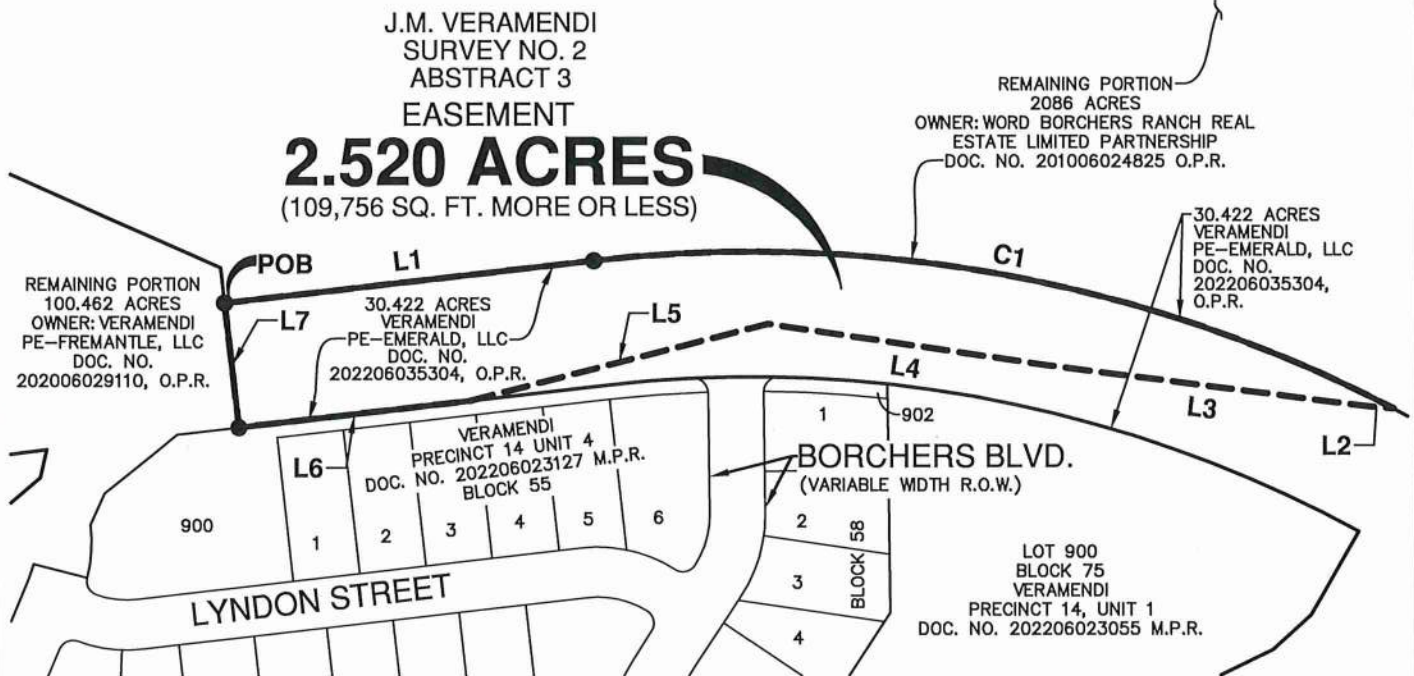 J.M. VERAMENDI
SURVEY NO. 2
ABSTRACT 3
EASEMENT
2.520 ACRES
(109,756 SQ. FT. MORE OR LESS)
REMAINING PORTION
2086 ACRES
OWNER: WORD BORCHERS RANCH REAL
ESTATE LIMITED PARTNERSHIP
DOC. NO. 201006024825 O.P.R.
30.422 ACRES
VERAMENDI
PE-EMERALD, LLC
DOC. NO.
202206035304,
O.P.R.
POB
L1
C1
REMAINING PORTION
100.462 ACRES
OWNER: VERAMENDI
PE-FREMANTLE, LLC
DOC. NO.
202006029110, O.P.R.
L7
30.422 ACRES
VERAMENDI
PE-EMERALD, LLC
DOC. NO.
202206035304, O.P.R.
L5
L4
L3
L2
L6
VERAMENDI
PRECINCT 14 UNIT 4
DOC. NO. 202206023127 M.P.R.
BLOCK 55
900
1
2
3
4
5
6
1
902
BORCHERS BLVD.
(VARIABLE WIDTH R.O.W.)
2
3
4
BLOCK 58
LOT 900
BLOCK 75
VERAMENDI
PRECINCT 14, UNIT 1
DOC. NO. 202206023055 M.P.R.
LYNDON STREET